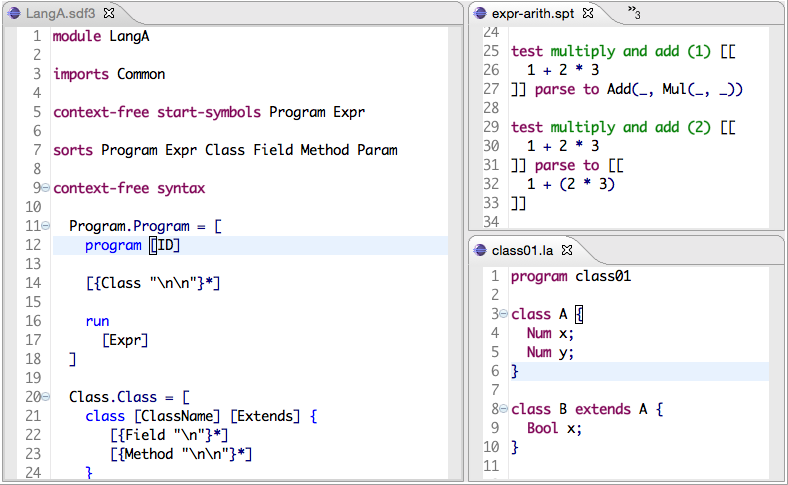 LangA.sdf3
1 module LangA
2
3 imports Common
4
5 context-free start-symbols Program Expr
6
7 sorts Program Expr Class Field Method Param
8
9 context-free syntax
10
11 Program.Program = [
12 program [ID]
13
14 [{Class "\n\n"}*]
15
16 run
17 [Expr]
18 ]
19
20 Class.Class = [
21 class [ClassName] [Extends] {
22 [{Field "\n"}*]
23 [{Method "\n\n"}*]
24 }
expr-arith.spt
»3
24
25 test multiply and add (1) [[
26 1 + 2 * 3
27 ]] parse to Add(_, Mul(_, _))
28
29 test multiply and add (2) [[
30 1 + 2 * 3
31 ]] parse to [[
32 1 + (2 * 3)
33 ]]
34
class01.la
1 program class01
2
3 class A {
4 Num x;
5 Num y;
6 }
7
8 class B extends A {
9 Bool x;
10 }
11